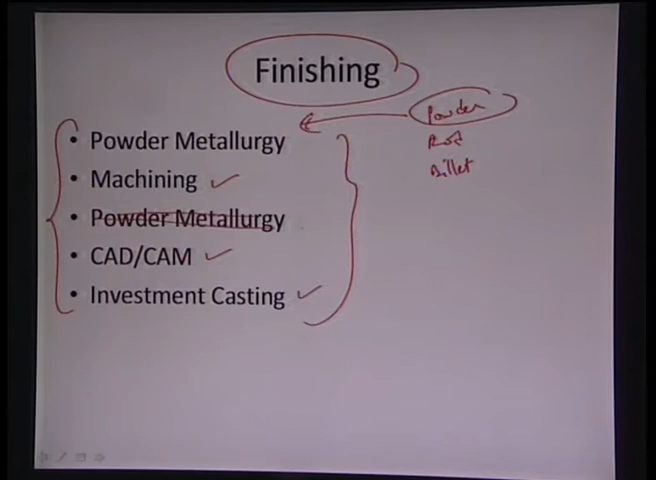 Finishing
Powder
Rod
Billet
• Powder Metallurgy
• Machining
• Powder Metallurgy
• CAD/CAM
• Investment Casting